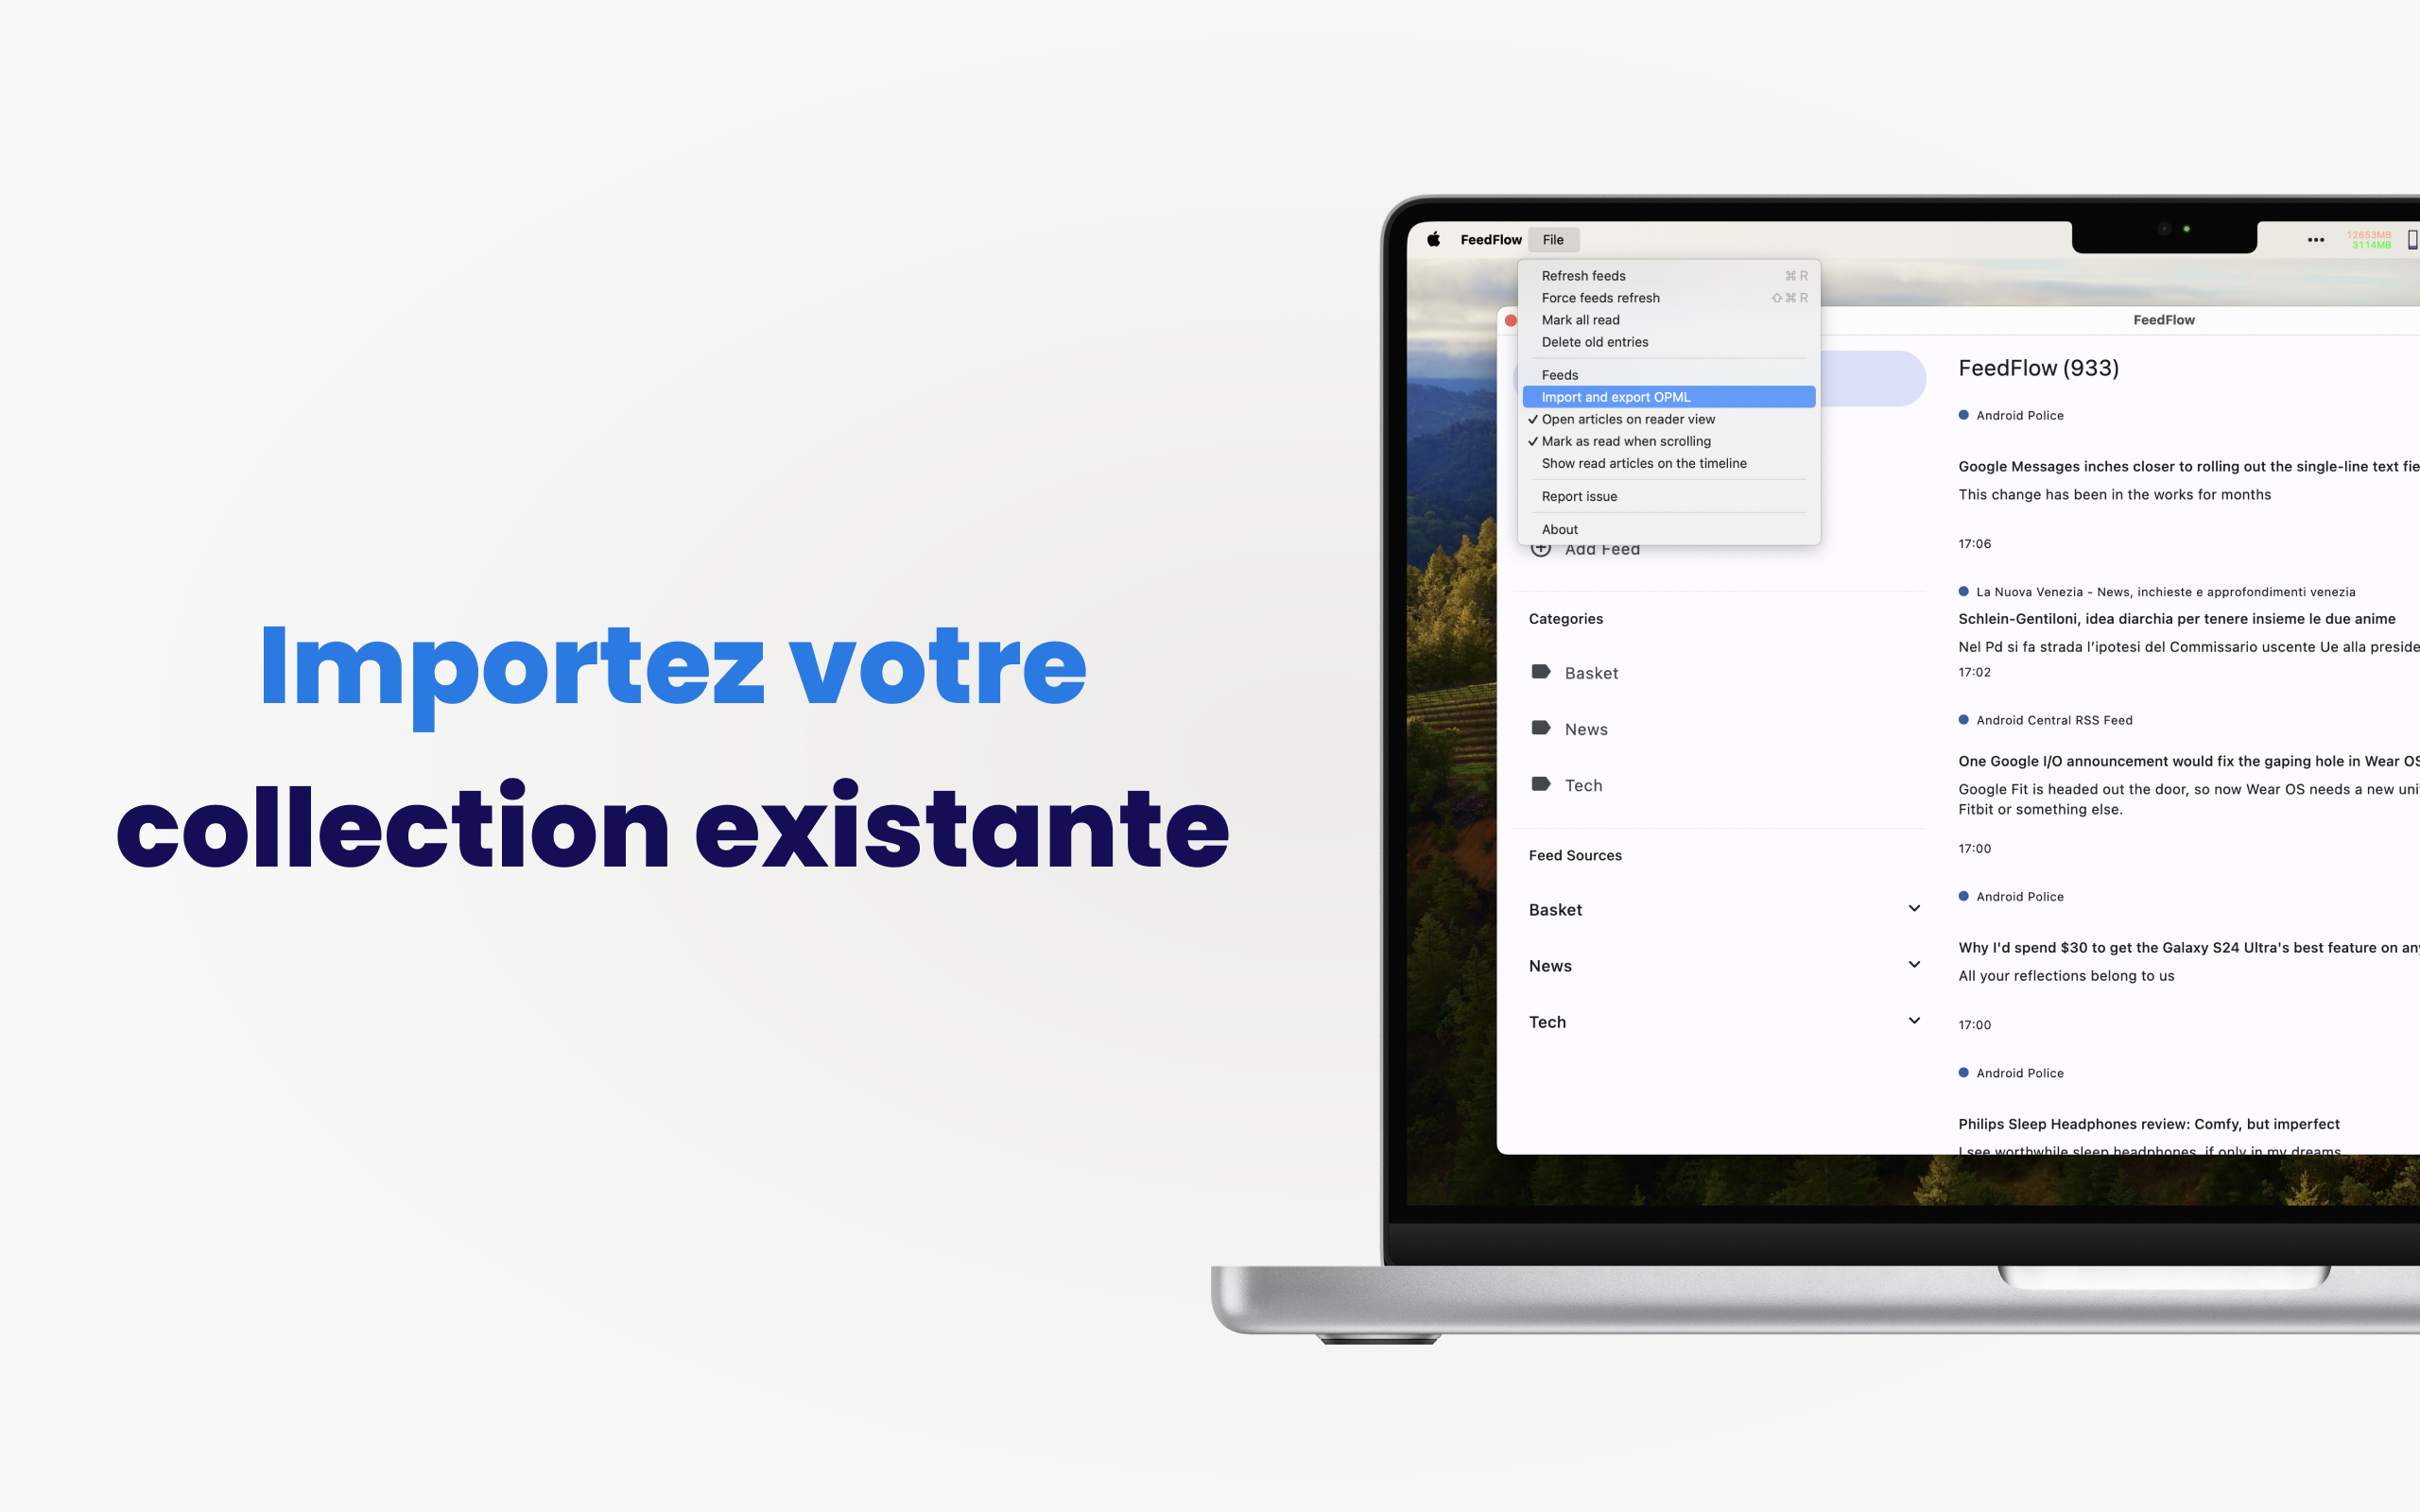 Importez votre
collection existante
FeedFlow File
12653MB
3114MB
Refresh feeds ⌘ R
Force feeds refresh ⇧ ⌘ R
Mark all read
Delete old entries
Feeds
Import and export OPML
✓ Open articles on reader view
✓ Mark as read when scrolling
Show read articles on the timeline
Report issue
About
Add Feed
Categories
Basket
News
Tech
Feed Sources
Basket
News
Tech
FeedFlow
FeedFlow (933)
Android Police
Google Messages inches closer to rolling out the single-line text
This change has been in the works for months
17:06
La Nuova Venezia - News, inchieste e approfondimenti venezia
Schlein-Gentiloni, idea diarchia per tenere insieme le due anime
Nel Pd si fa strada l’ipotesi del Commissario uscente Ue alla
17:02
Android Central RSS Feed
One Google I/O announcement would fix the gaping hole in Wear OS
Google Fit is headed out the door, so now Wear OS needs a new
Fitbit or something else.
17:00
Android Police
Why I'd spend $30 to get the Galaxy S24 Ultra's best feature on
All your reflections belong to us
17:00
Android Police
Philips Sleep Headphones review: Comfy, but imperfect
I see worthwhile sleep headphones, if only in my dreams